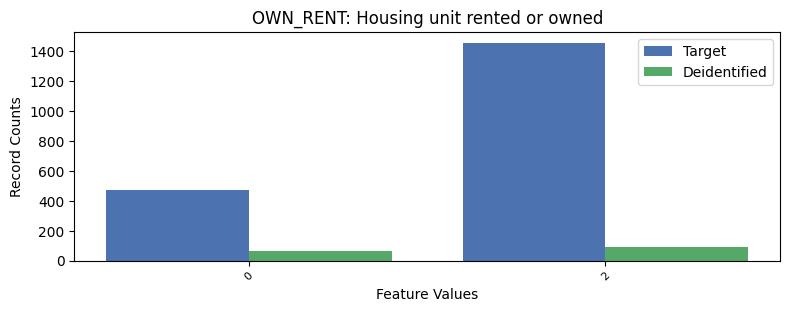 OWN_RENT: Housing unit rented or owned
Target
Deidentified
1400
1200
1000
800
600
400
200
0
Record Counts
0
2
Feature Values